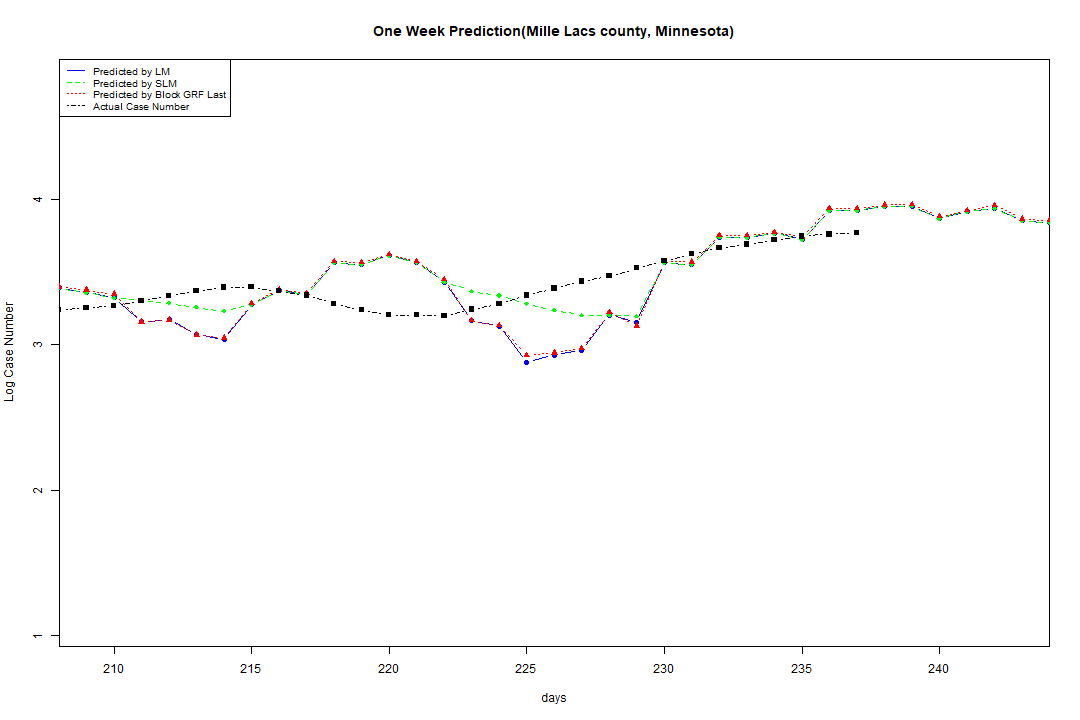 One Week Prediction(Mille Lacs county, Minnesota)
Predicted by LM
Predicted by SLM
Predicted by Block GRF Last
Actual Case Number
4
3
2
1
Log Case Number
210 215 220 225 230 235 240
days